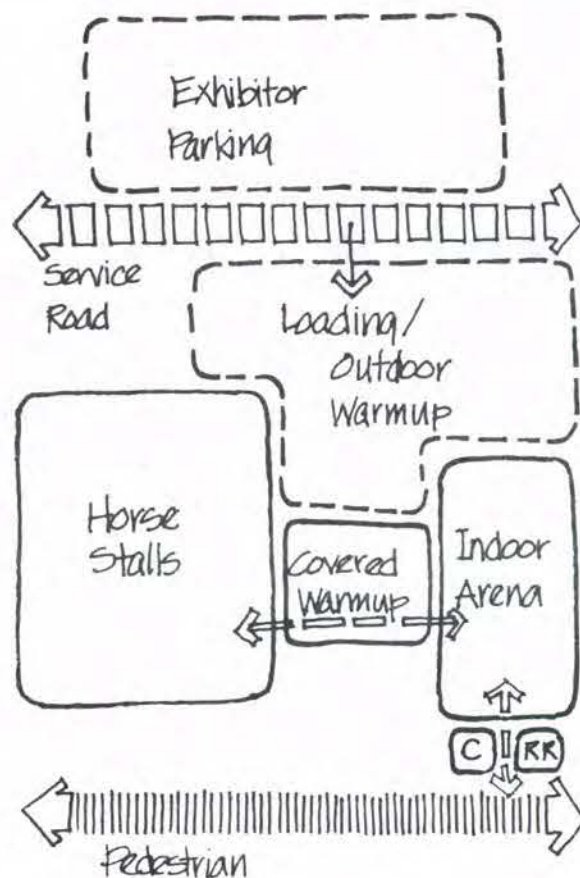 Exhibitor
Parking
Service
Road
Loading/
Outdoor
Warmup
Horse
Stalls
Covered
Warmup
Indoor
Arena
C
RR
Pedestrian